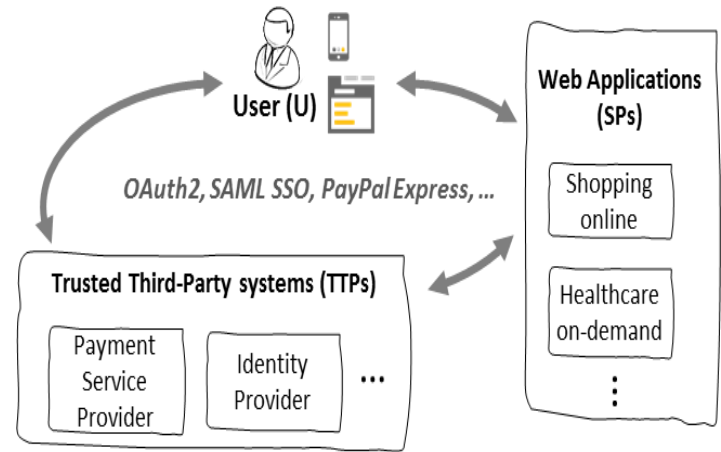 User (U)
Web Applications
(SPs)
OAuth2, SAML SSO, PayPal Express, ...
Shopping
online
Healthcare
on-demand
⋮
Trusted Third-Party systems (TTPs)
Payment
Service
Provider
Identity
Provider
...